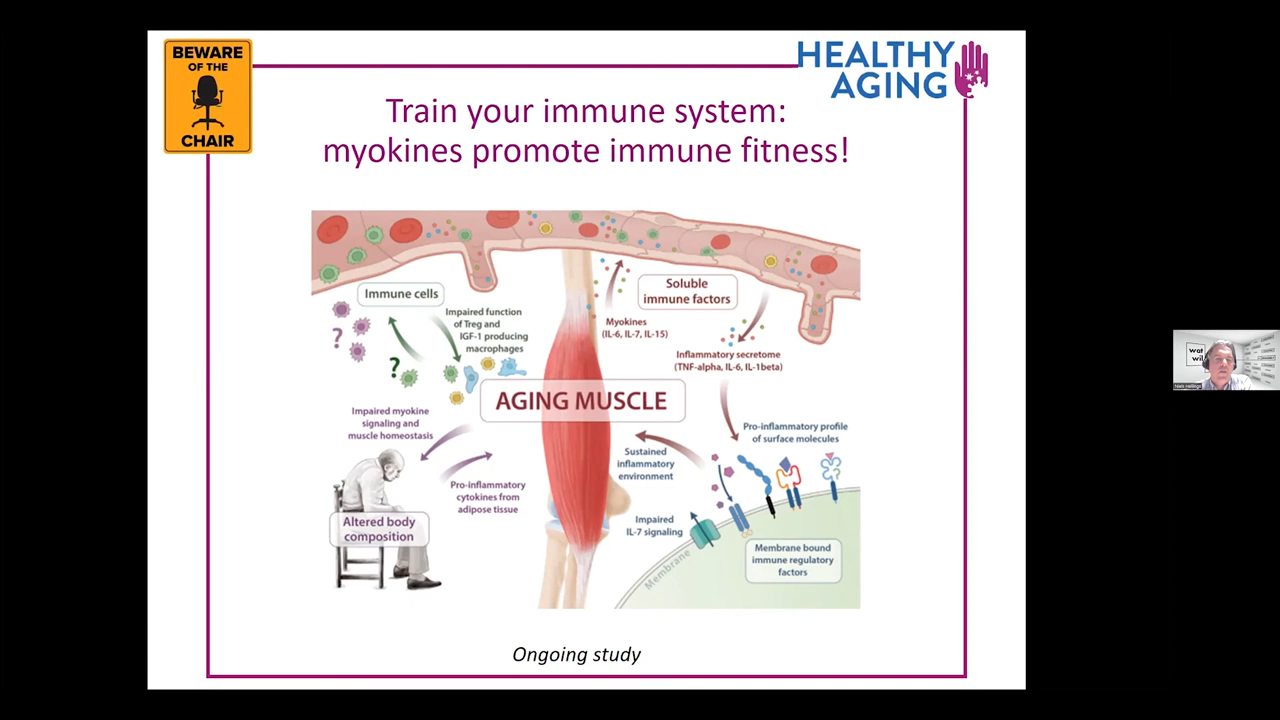 BEWARE
OF THE
CHAIR
HEALTHY
AGING
Train your immune system:
myokines promote immune fitness!
Immune cells
?
?
Impaired function
of Treg and
IGF-1 producing
macrophages
Soluble
immune factors
Myokines
(IL-6, IL-7, IL-15)
Inflammatory secretome
(TNF-alpha, IL-6, IL-1beta)
AGING MUSCLE
Impaired myokine
signaling and
muscle homeostasis
Pro-inflammatory
cytokines from
adipose tissue
Altered body
composition
Sustained
inflammatory
environment
Pro-inflammatory profile
of surface molecules
Impaired
IL-7 signaling
Membrane
Membrane bound
immune regulatory
factors
Ongoing study
wat
wil
Niels Hellings